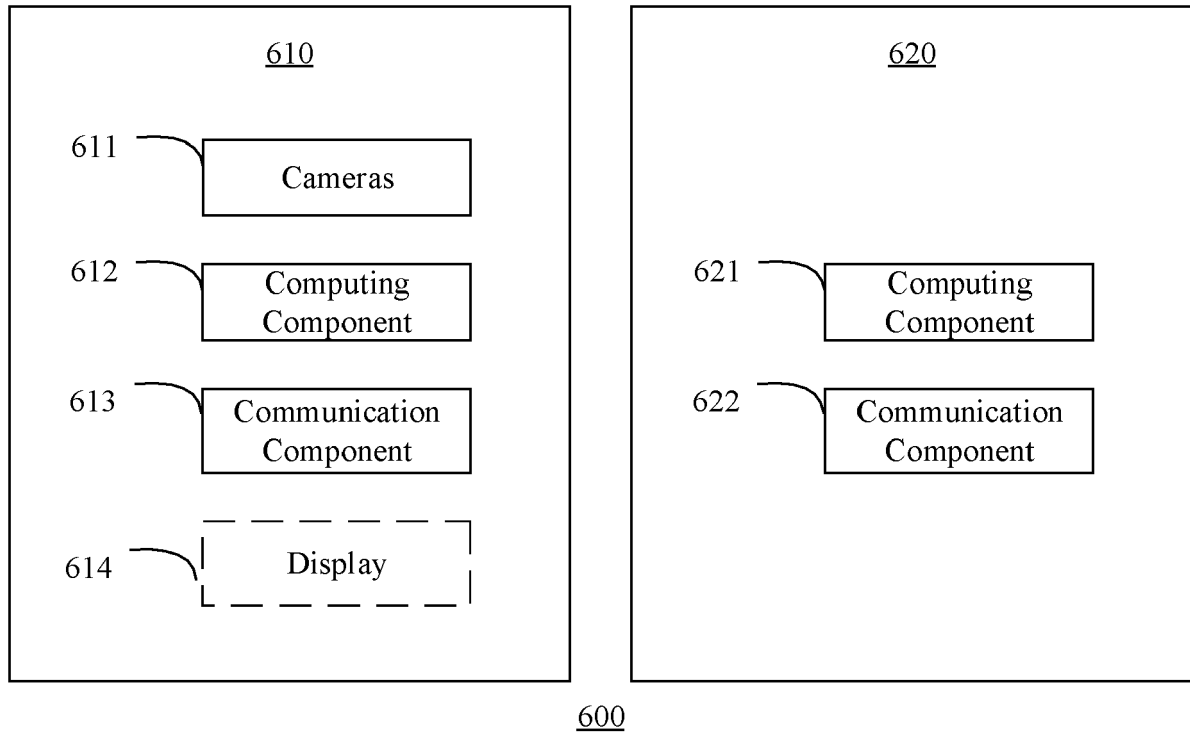 610
611
Cameras
612
Computing
Component
613
Communication
Component
614
Display
620
621
Computing
Component
622
Communication
Component
600